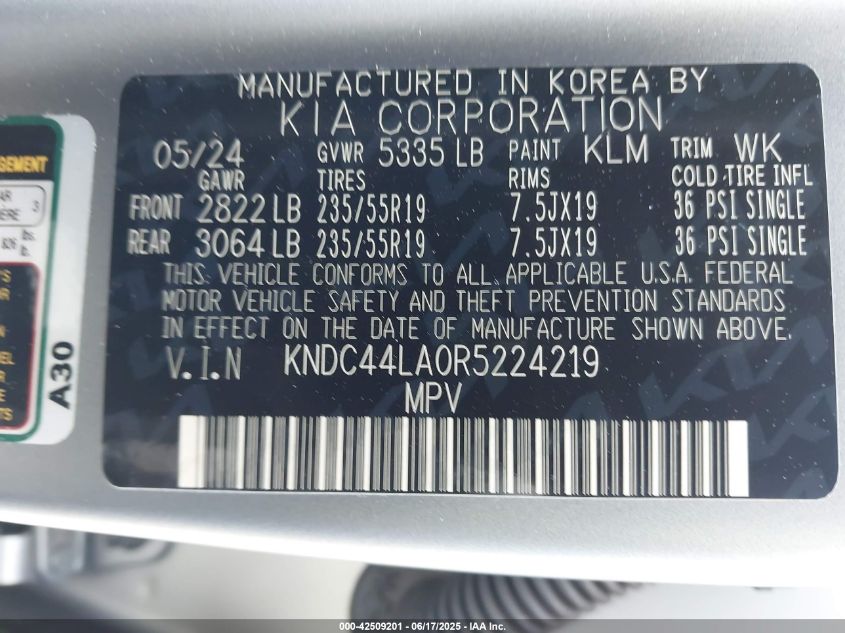 MANUFACTURED IN KOREA BY
KIA CORPORATION
05/24 GVWR 5335 LB PAINT KLM TRIM WK
GAWR TIRES RIMS COLD TIRE INFL
FRONT 2822 LB 235/55R19 7.5JX19 36 PSI SINGLE
REAR 3064 LB 235/55R19 7.5JX19 36 PSI SINGLE
THIS VEHICLE CONFORMS TO ALL APPLICABLE U.S.A. FEDERAL
MOTOR VEHICLE SAFETY AND THEFT PREVENTION STANDARDS
IN EFFECT ON THE DATE OF MANUFACTURE SHOWN ABOVE.
V.I.N KNDC44LA0R5224219
MPV
3
lbs.
A30
000-42509201 - 06/17/2025 - IAA Inc.